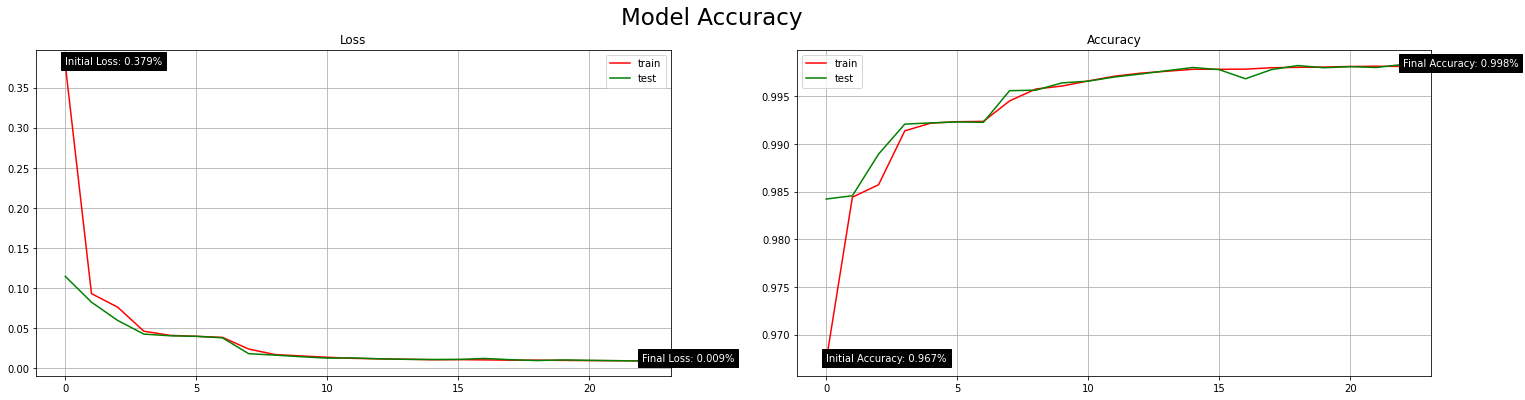 Model Accuracy
Loss
Initial Loss: 0.379%
train
test
0.35
0.30
0.25
0.20
0.15
0.10
0.05
0.00
Final Loss: 0.009%
0 5 10 15 20
Accuracy
train
test
Final Accuracy: 0.998%
0.995
0.990
0.985
0.980
0.975
0.970
Initial Accuracy: 0.967%
0 5 10 15 20